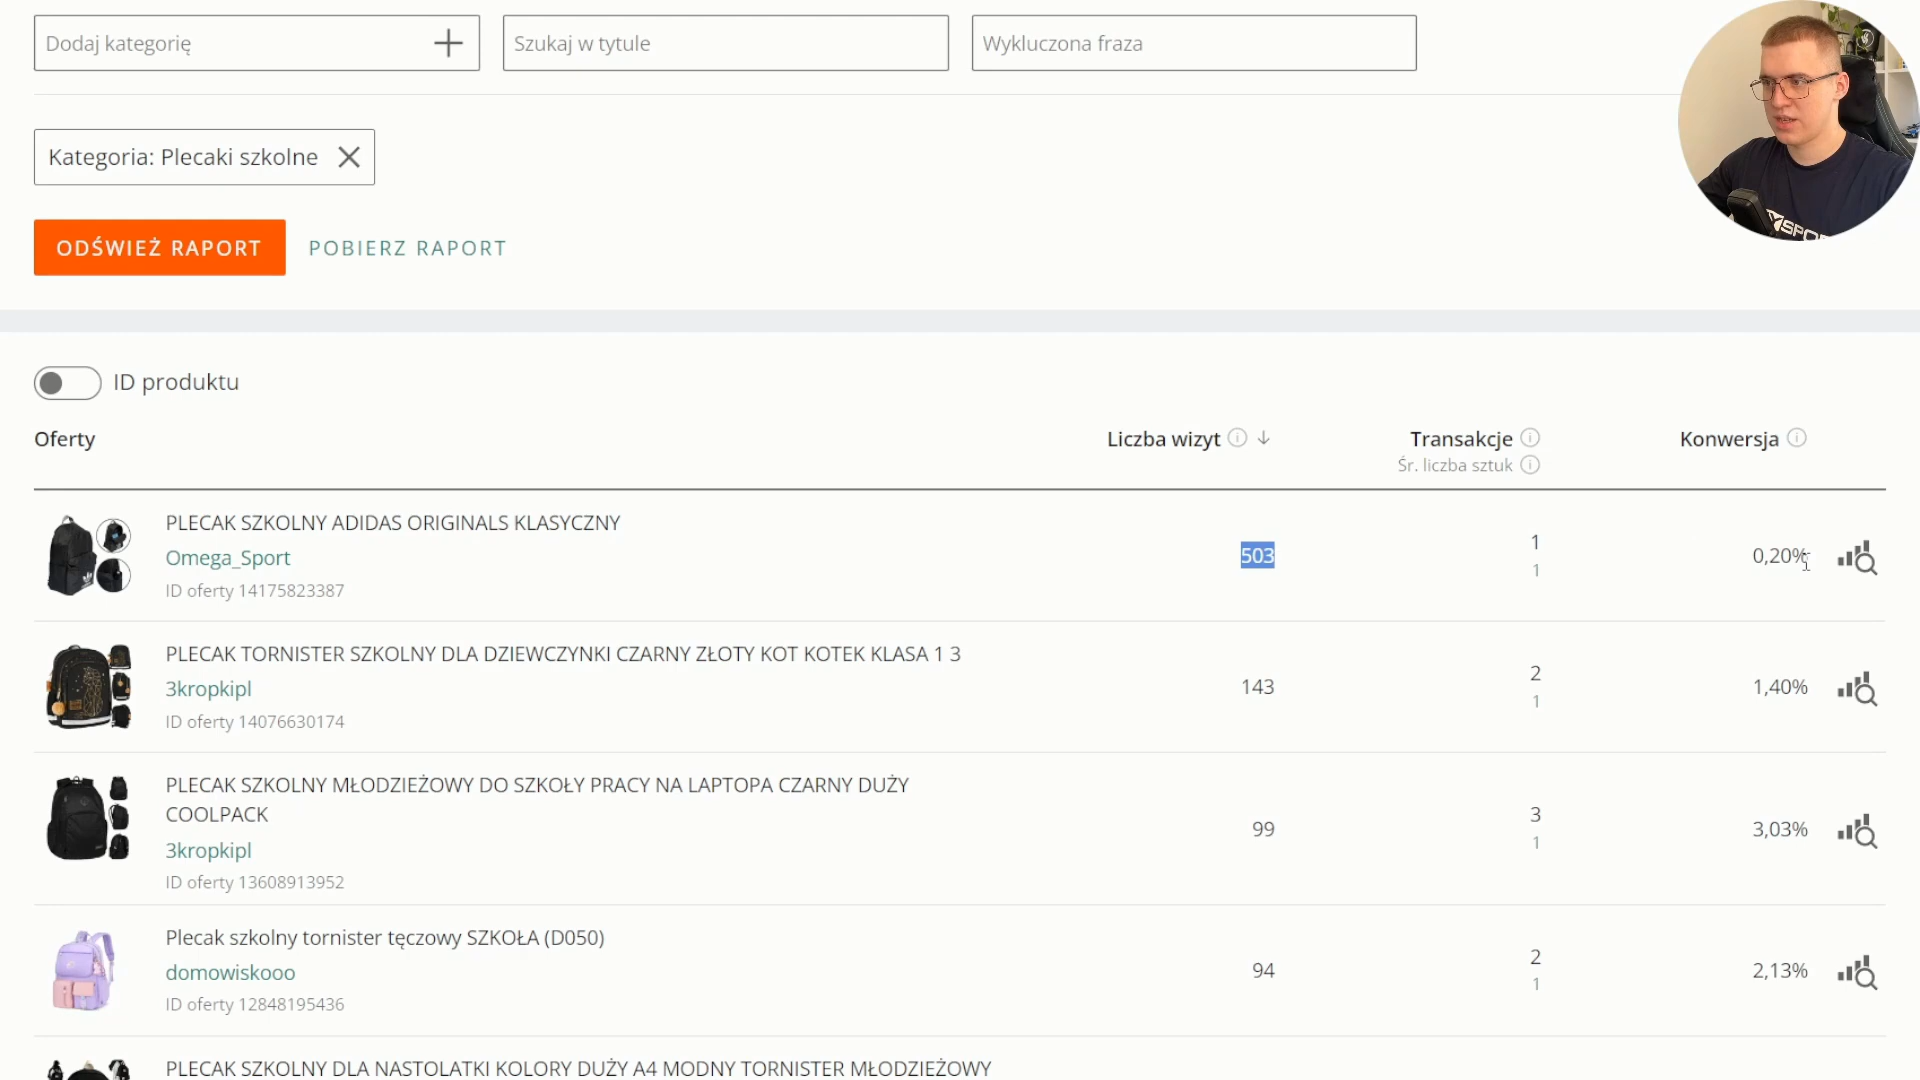 Dodaj kategorię
Szukaj w tytule
Wykluczona fraza
Kategoria: Plecaki szkolne
ODŚWIEŻ RAPORT
POBIERZ RAPORT
ID produktu
Oferty
Liczba wizyt
Transakcje
Śr. liczba sztuk
Konwersja
PLECAK SZKOLNY ADIDAS ORIGINALS KLASYCZNY
Omega_Sport
ID oferty 14175823387
503
1
1
0,20%
PLECAK TORNISTER SZKOLNY DLA DZIEWCZYNKI CZARNY ZŁOTY KOT KOTEK KLASA 1 3
3kropkipl
ID oferty 14076630174
143
2
1
1,40%
PLECAK SZKOLNY MŁODZIEŻOWY DO SZKOŁY PRACY NA LAPTOPA CZARNY DUŻY
COOLPACK
3kropkipl
ID oferty 13608913952
99
3
1
3,03%
Plecak szkolny tornister tęczowy SZKOŁA (D050)
domowiskooo
ID oferty 12848195436
94
2
1
2,13%
PLECAK SZKOLNY DLA NASTOLATKI KOLORY DUŻY A4 MODNY TORNISTER MŁODZIEŻOWY